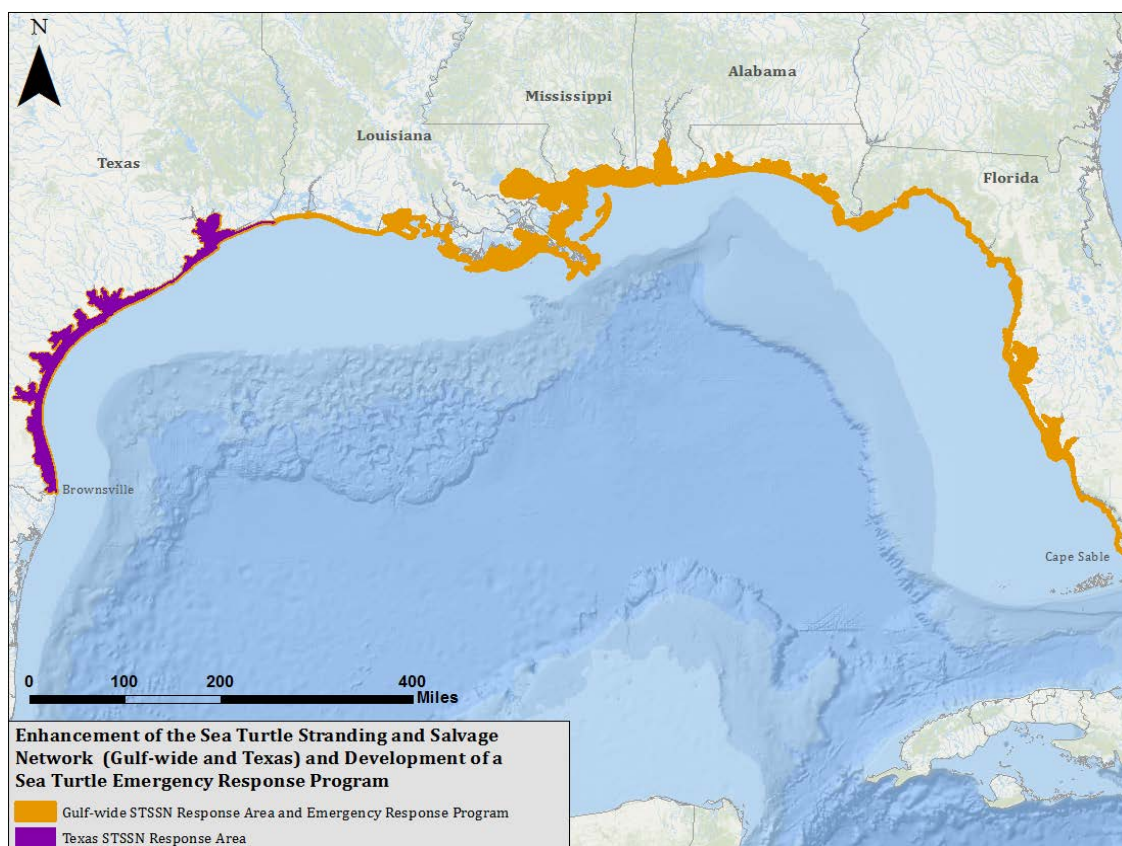 N
Alabama
Mississippi
Louisiana
Texas
Florida
Brownsville
Cape Sable
0 100 200 400
Miles
Enhancement of the Sea Turtle Stranding and Salvage
Network (Gulf-wide and Texas) and Development of a
Sea Turtle Emergency Response Program
Gulf-wide STSSN Response Area and Emergency Response Program
Texas STSSN Response Area